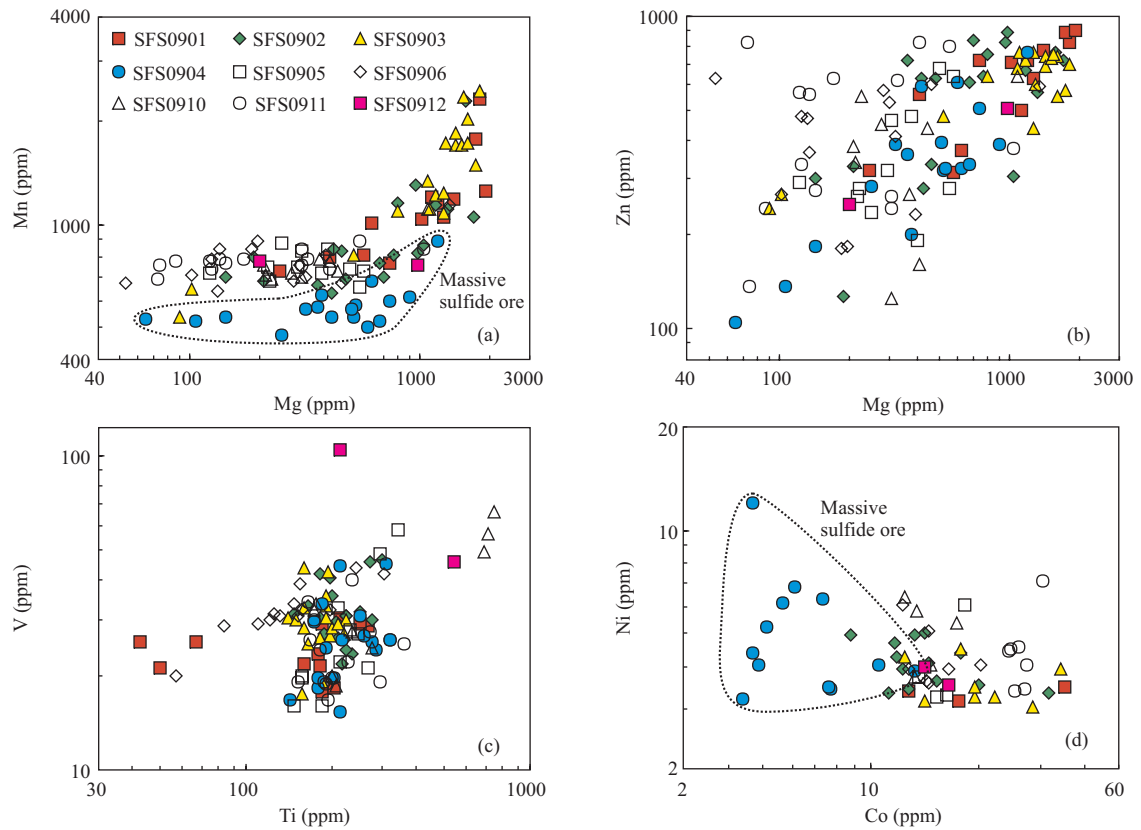 4000
SFS0901 SFS0902 SFS0903
SFS0904 SFS0905 SFS0906
SFS0910 SFS0911 SFS0912
Mn (ppm)
1000
Massive
sulfide ore
(a)
400
40 100 1000 3000
Mg (ppm)
1000
Zn (ppm)
100
(b)
40 100 1000 3000
Mg (ppm)
100
V (ppm)
(c)
10
30 100 1000
Ti (ppm)
20
Massive
sulfide ore
10
Ni (ppm)
(d)
2
2 10 60
Co (ppm)